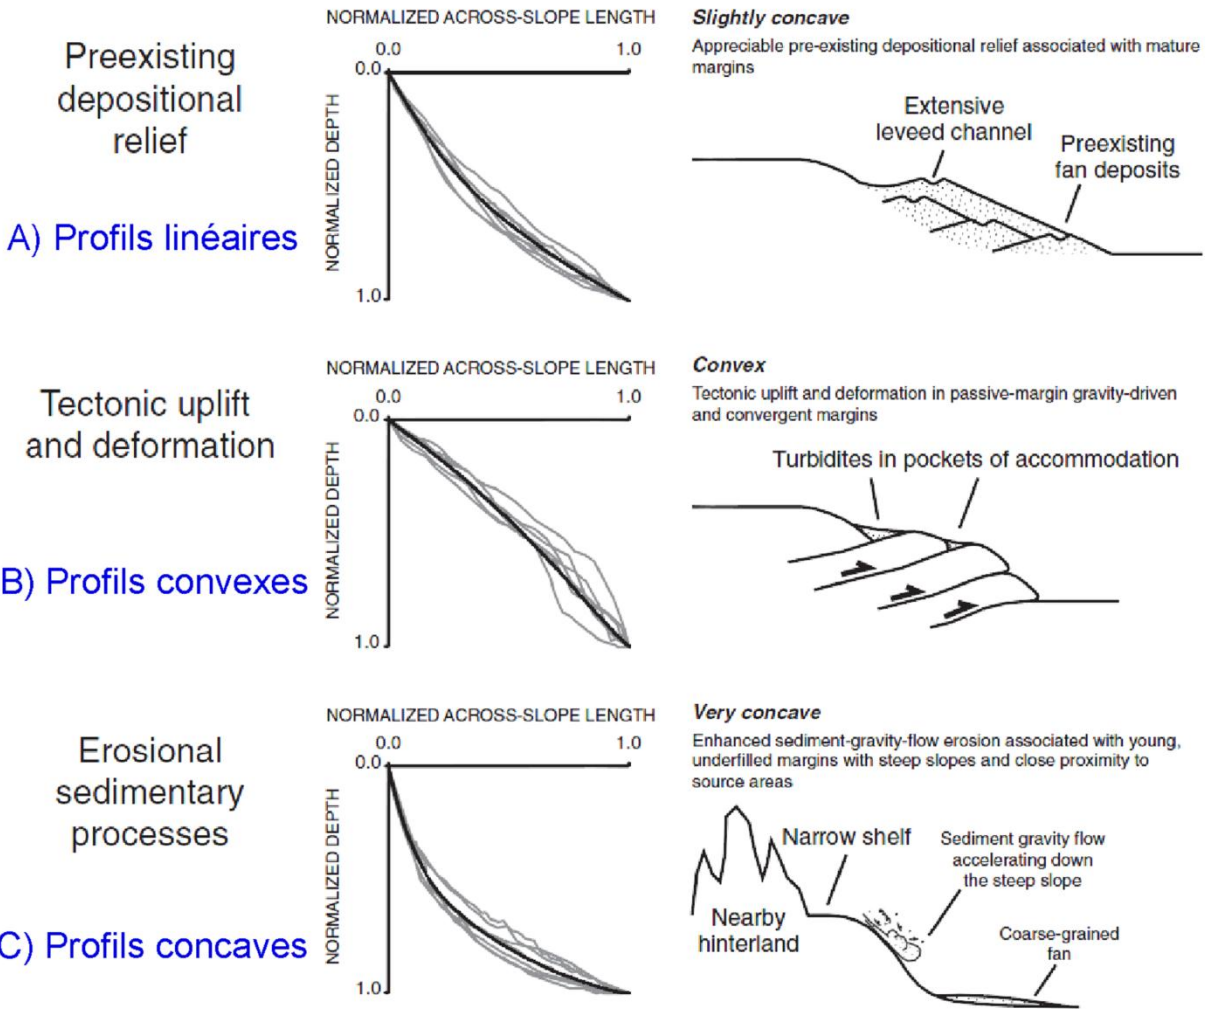 NORMALIZED ACROSS-SLOPE LENGTH
0.0 1.0
0.0
NORMALIZED DEPTH
1.0
Preexisting
depositional
relief
A) Profils linéaires
Slightly concave
Appreciable pre-existing depositional relief associated with mature
margins
Extensive
leveed channel
Preexisting
fan deposits
NORMALIZED ACROSS-SLOPE LENGTH
0.0 1.0
0.0
NORMALIZED DEPTH
1.0
Tectonic uplift
and deformation
B) Profils convexes
Convex
Tectonic uplift and deformation in passive-margin gravity-driven
and convergent margins
Turbidites in pockets of accommodation
NORMALIZED ACROSS-SLOPE LENGTH
0.0 1.0
0.0
NORMALIZED DEPTH
1.0
Erosional
sedimentary
processes
C) Profils concaves
Very concave
Enhanced sediment-gravity-flow erosion associated with young,
underfilled margins with steep slopes and close proximity to
source areas
Narrow shelf
Nearby
hinterland
Sediment gravity flow
accelerating down
the steep slope
Coarse-grained
fan